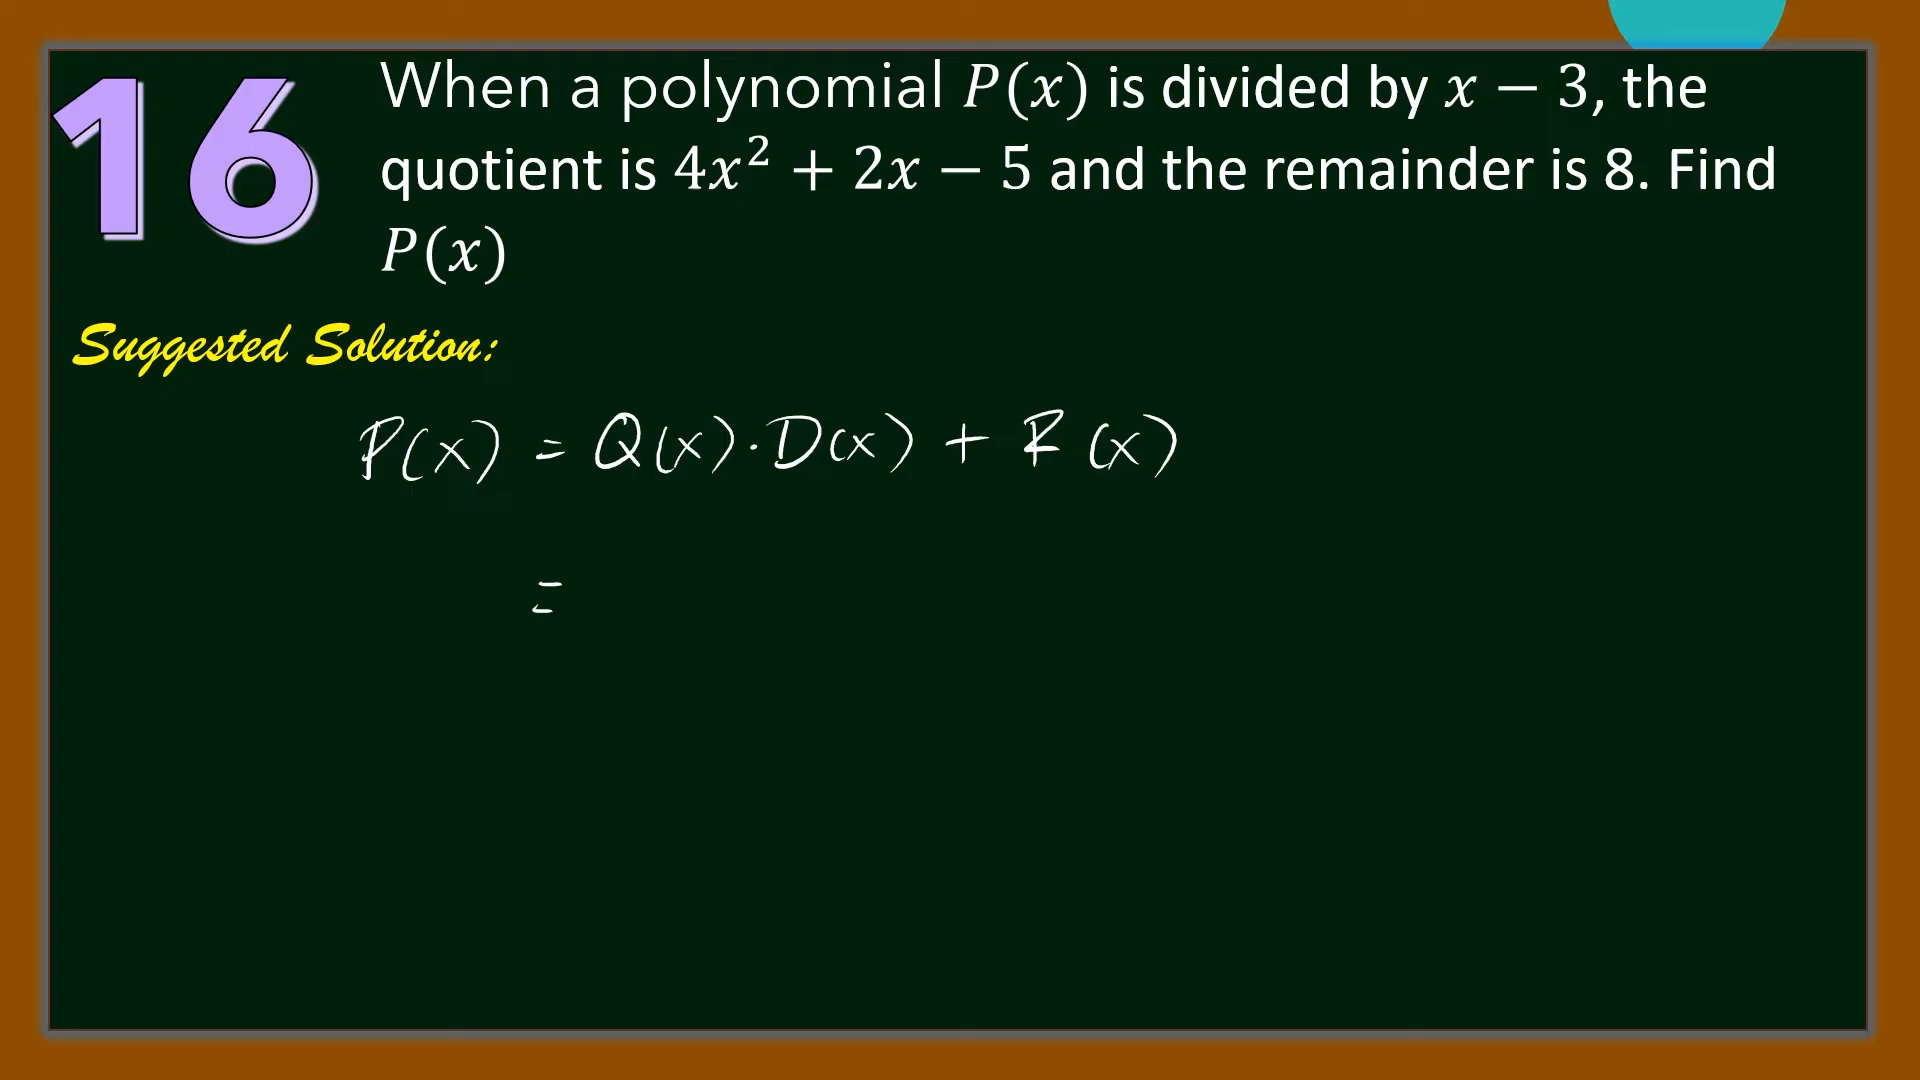 16
When a polynomial P(x) is divided by x − 3, the
quotient is 4x² + 2x − 5 and the remainder is 8. Find
P(x)
Suggested Solution:
P(x) = Q(x)·D(x) + R(x)
=